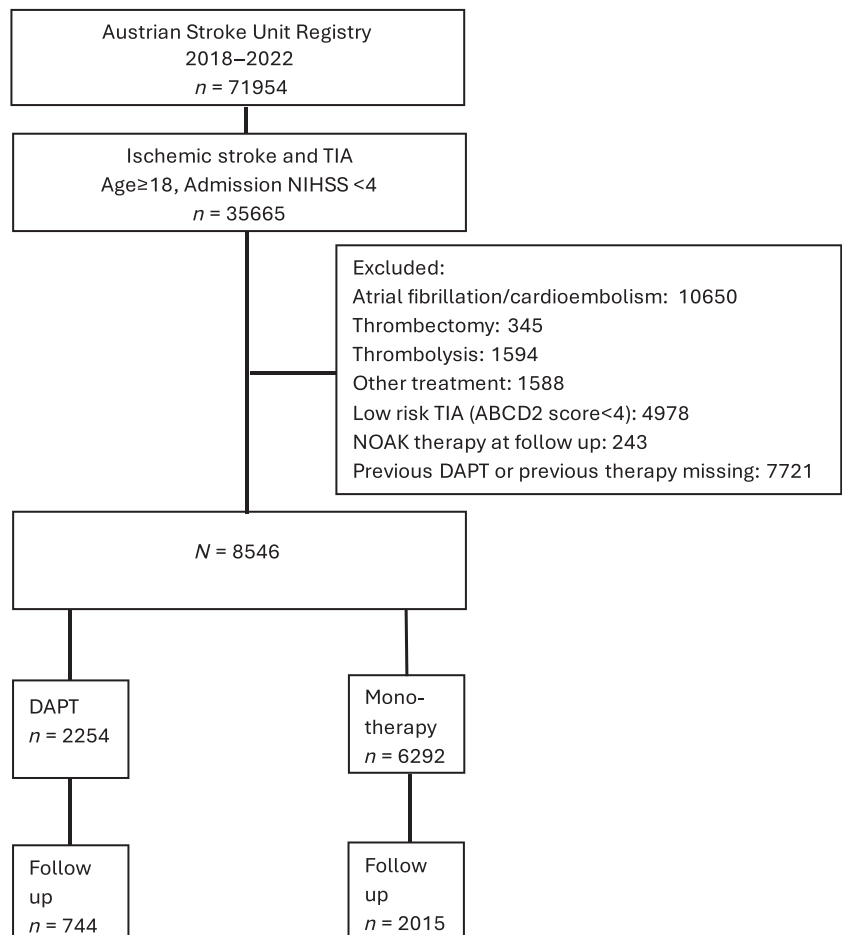 Austrian Stroke Unit Registry
2018–2022
n = 71954
Ischemic stroke and TIA
Age≥18, Admission NIHSS <4
n = 35665
Excluded:
Atrial fibrillation/cardioembolism: 10650
Thrombectomy: 345
Thrombolysis: 1594
Other treatment: 1588
Low risk TIA (ABCD2 score<4): 4978
NOAK therapy at follow up: 243
Previous DAPT or previous therapy missing: 7721
N = 8546
DAPT
n = 2254
Mono-
therapy
n = 6292
Follow
up
n = 744
Follow
up
n = 2015